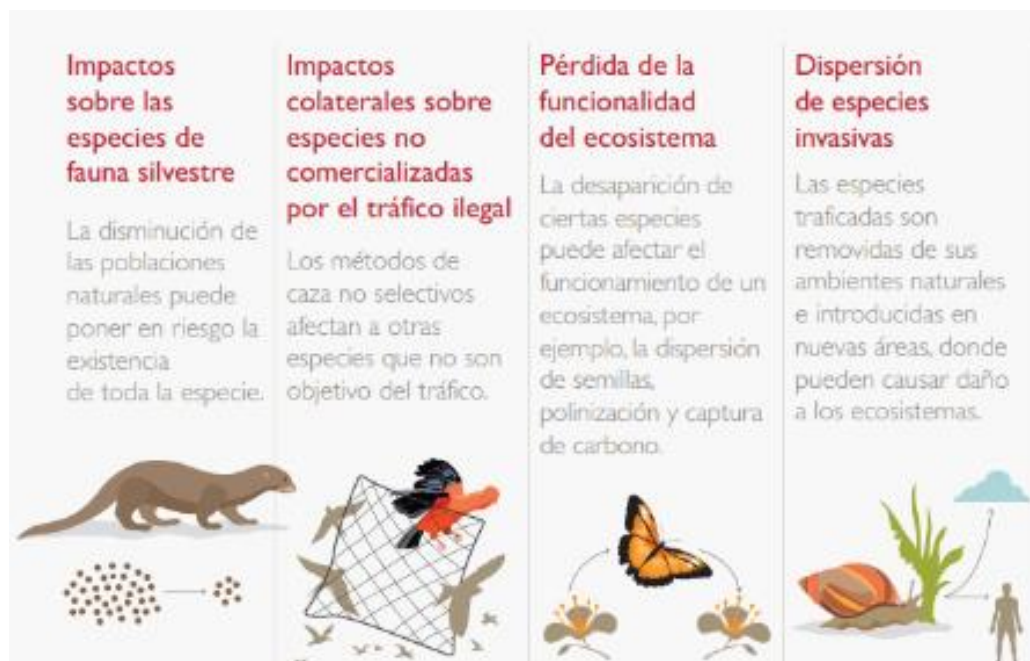 Impactos
sobre las
especies de
fauna silvestre
La disminución de
las poblaciones
naturales puede
poner en riesgo la
existencia
de toda la especie.
Impactos
colaterales sobre
especies no
comercializadas
por el tráfico ilegal
Los métodos de
caza no selectivos
afectan a otras
especies que no son
objetivo del tráfico.
Pérdida de la
funcionalidad
del ecosistema
La desaparición de
ciertas especies
puede afectar el
funcionamiento de un
ecosistema, por
ejemplo, la dispersión
de semillas,
polinización y captura
de carbono.
Dispersión
de especies
invasivas
Las especies
traficadas son
removidas de sus
ambientes naturales
e introducidas en
nuevas áreas, donde
pueden causar daño
a los ecosistemas.